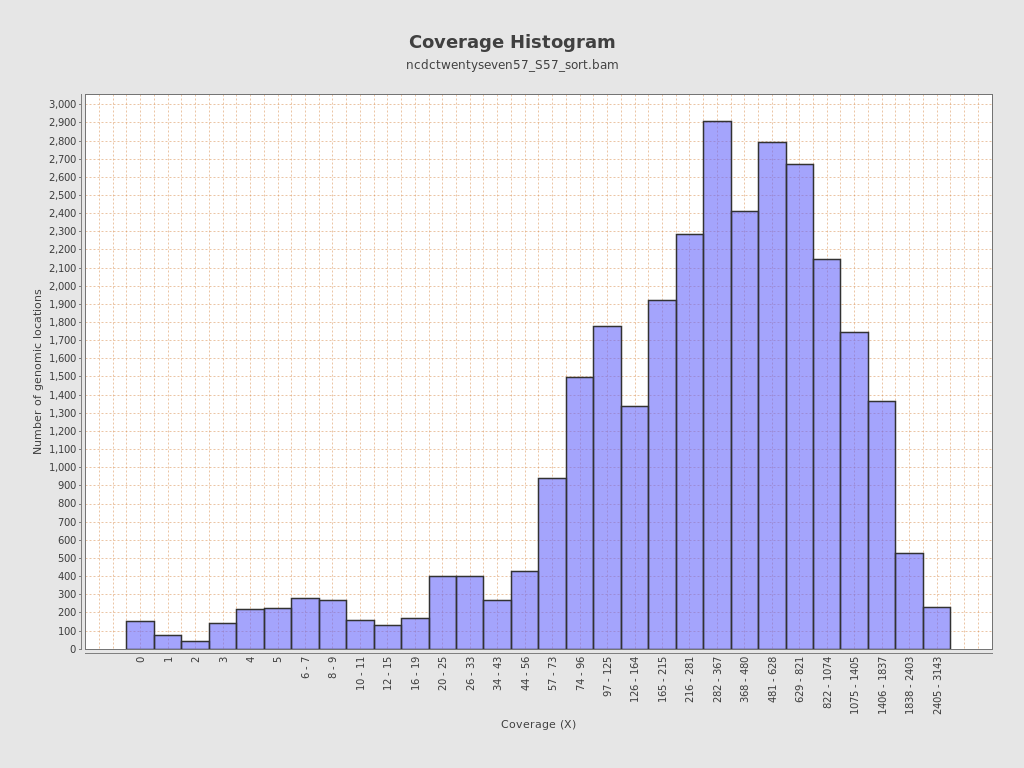 Coverage Histogram
ncdctwentyseven57_S57_sort.bam
3,000
2,900
2,800
2,700
2,600
2,500
2,400
2,300
2,200
2,100
2,000
1,900
1,800
1,700
1,600
1,500
1,400
1,300
1,200
1,100
1,000
900
800
700
600
500
400
300
200
100
0
Number of genomic locations
0
1
2
3
4
5
6 - 7
8 - 9
10 - 11
12 - 15
16 - 19
20 - 25
26 - 33
34 - 43
44 - 56
57 - 73
74 - 96
97 - 125
126 - 164
165 - 215
216 - 281
282 - 367
368 - 480
481 - 628
629 - 821
822 - 1074
1075 - 1405
1406 - 1837
1838 - 2403
2405 - 3143
Coverage (X)